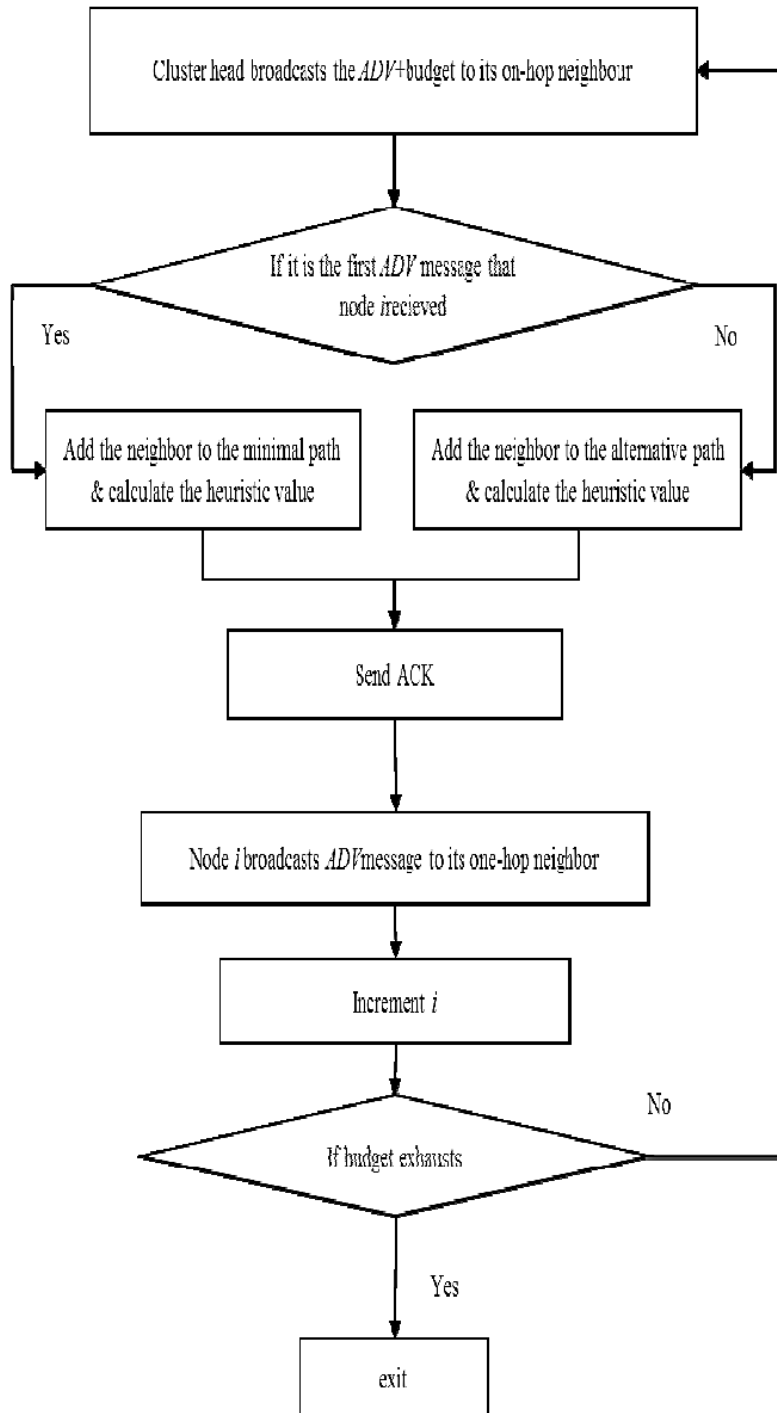 Cluster head broadcasts the ADV+budget to its on-hop neighbour
If it is the first ADV message that
node irecieved
Yes
No
Add the neighbor to the minimal path
& calculate the heuristic value
Add the neighbor to the alternative path
& calculate the heuristic value
Send ACK
Node i broadcasts ADVmessage to its one-hop neighbor
Increment i
No
If budget exhausts
Yes
exit